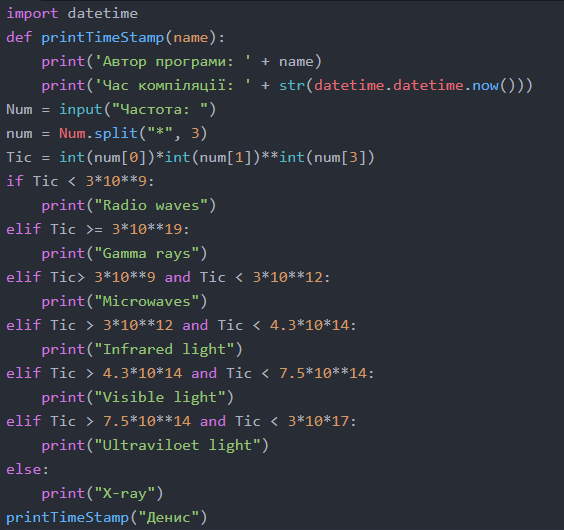 import datetime
def printTimeStamp(name):
    print('Автор програми: ' + name)
    print('Час компіляції: ' + str(datetime.datetime.now()))
Num = input("Частота: ")
num = Num.split("*", 3)
Tic = int(num[0])*int(num[1])**int(num[3])
if Tic < 3*10**9:
    print("Radio waves")
elif Tic >= 3*10**19:
    print("Gamma rays")
elif Tic> 3*10**9 and Tic < 3*10**12:
    print("Microwaves")
elif Tic > 3*10**12 and Tic < 4.3*10*14:
    print("Infrared light")
elif Tic > 4.3*10*14 and Tic < 7.5*10**14:
    print("Visible light")
elif Tic > 7.5*10**14 and Tic < 3*10*17:
    print("Ultraviloet light")
else:
    print("X-ray")
printTimeStamp("Денис")